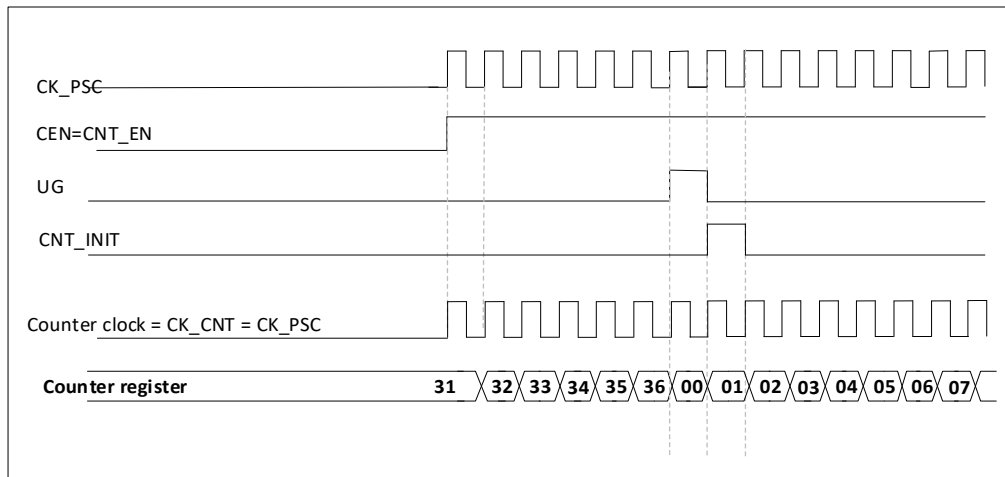 CK_PSC
CEN=CNT_EN
UG
CNT_INIT
Counter clock = CK_CNT = CK_PSC
Counter register 31 32 33 34 35 36 00 01 02 03 04 05 06 07